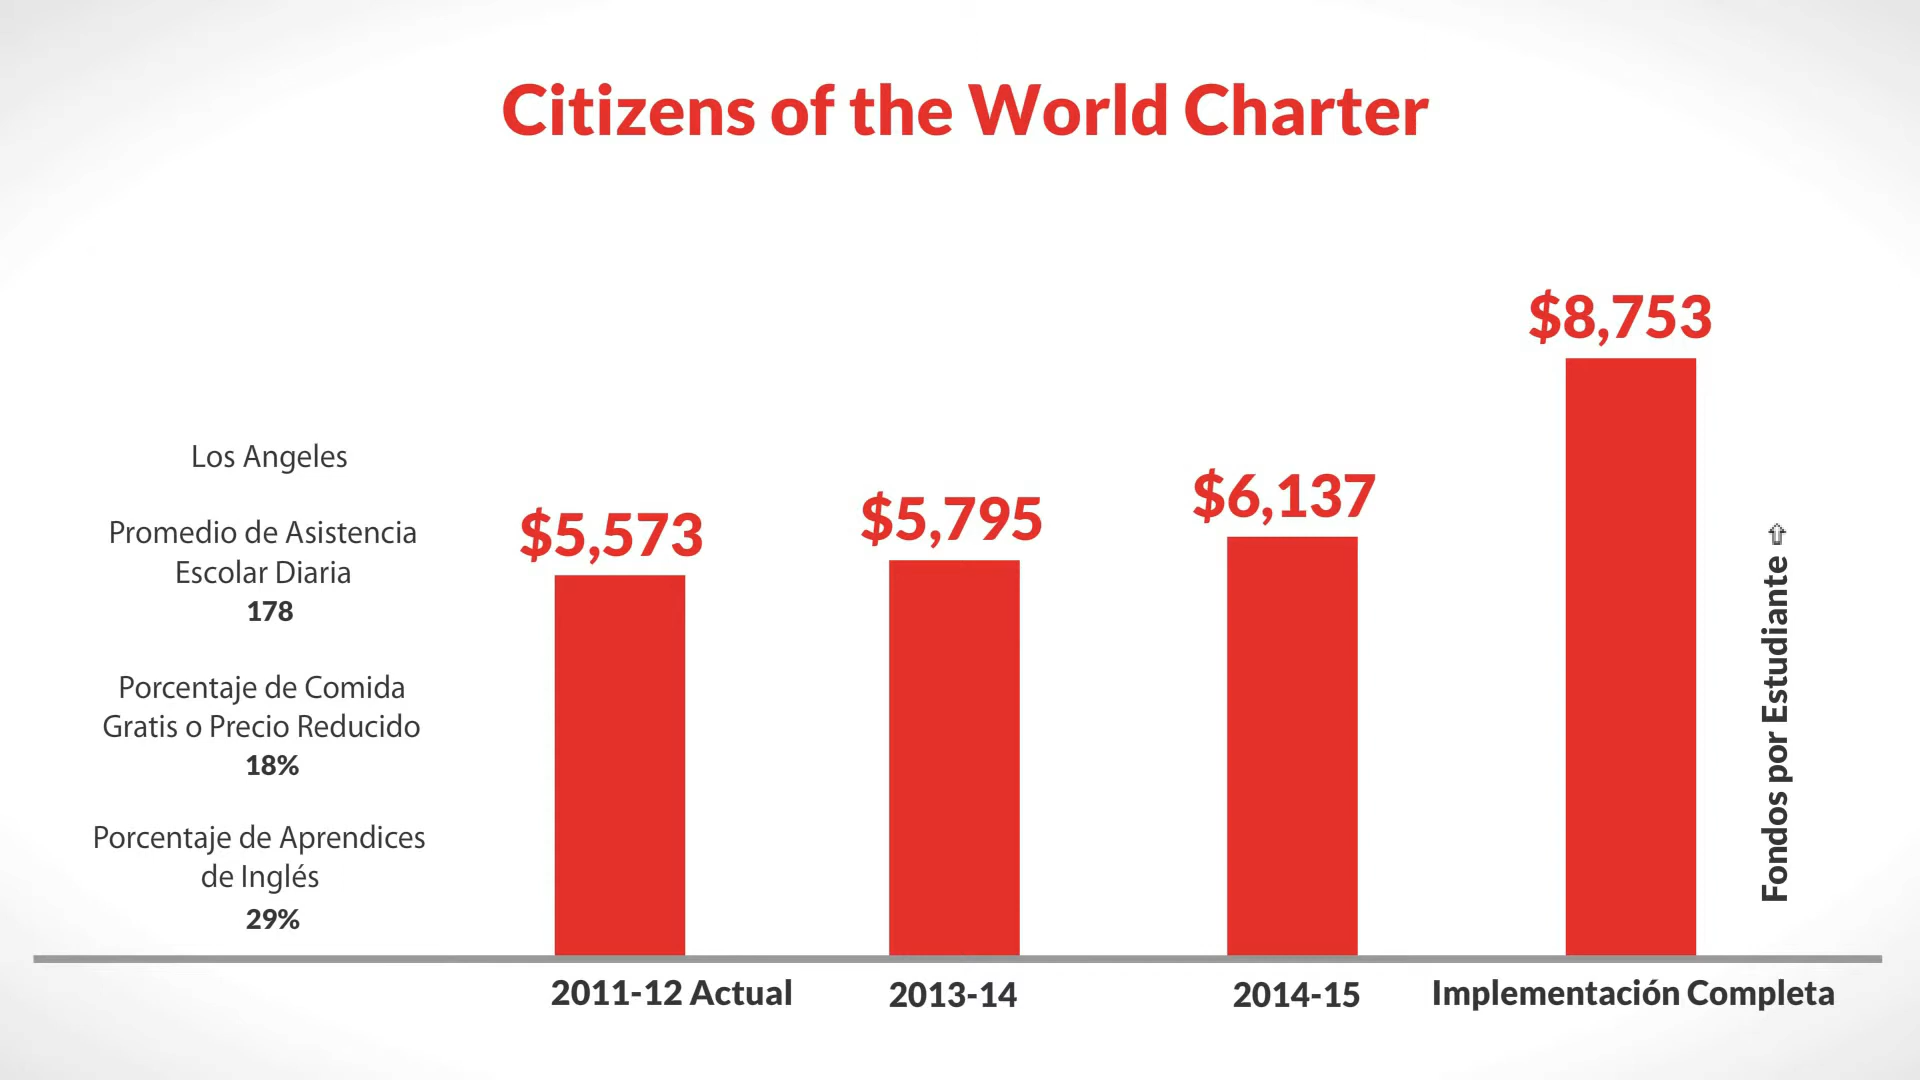 Citizens of the World Charter
Los Angeles
Promedio de Asistencia
Escolar Diaria
178
Porcentaje de Comida
Gratis o Precio Reducido
18%
Porcentaje de Aprendices
de Inglés
29%
$5,573
$5,795
$6,137
$8,753
Fondos por Estudiante ⇧
2011-12 Actual
2013-14
2014-15
Implementación Completa